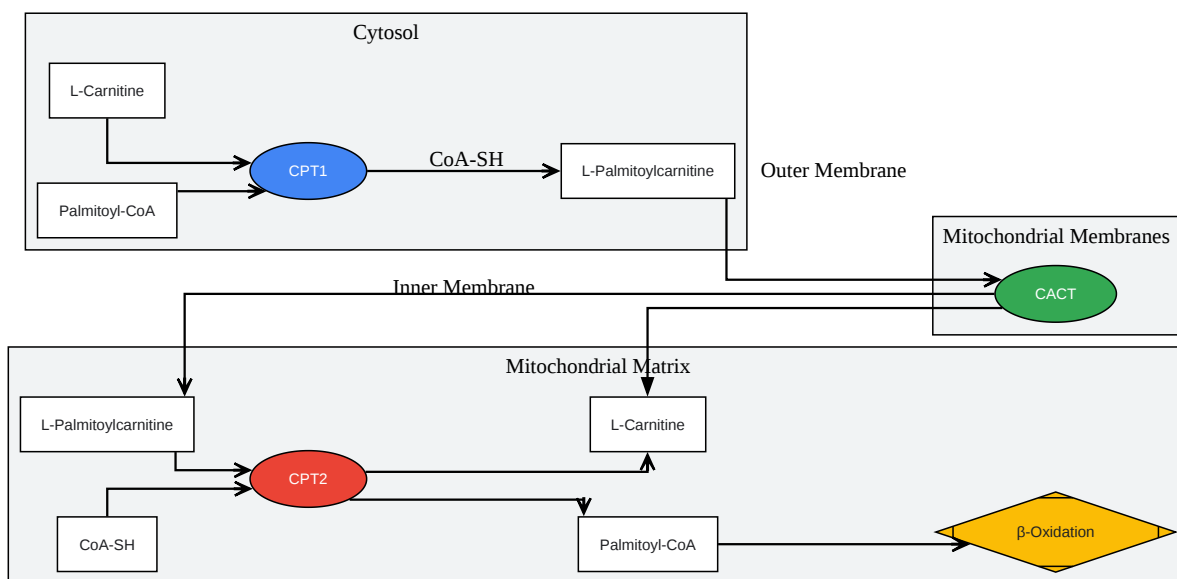 Cytosol
L-Carnitine
CPT1
CoA-SH
L-Palmitoylcarnitine
Outer Membrane
Palmitoyl-CoA
Mitochondrial Membranes
Inner Membrane
CACT
Mitochondrial Matrix
L-Palmitoylcarnitine
L-Carnitine
CPT2
CoA-SH
Palmitoyl-CoA
β-Oxidation